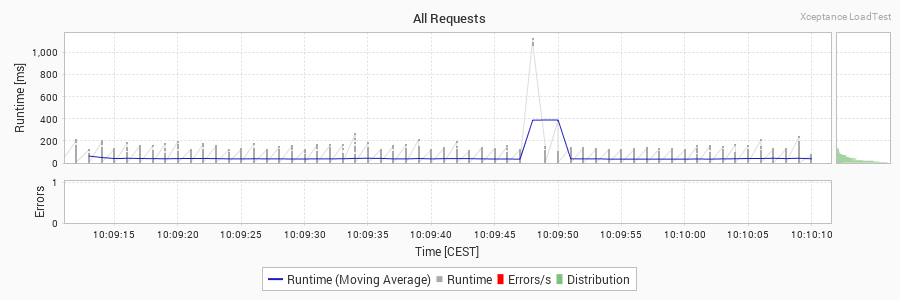 All Requests
Xceptance LoadTest
Runtime [ms]
1,000
800
600
400
200
0
Errors
1
0
10:09:15 10:09:20 10:09:25 10:09:30 10:09:35 10:09:40 10:09:45 10:09:50 10:09:55 10:10:00 10:10:05 10:10:10
Time [CEST]
Runtime (Moving Average) Runtime Errors/s Distribution